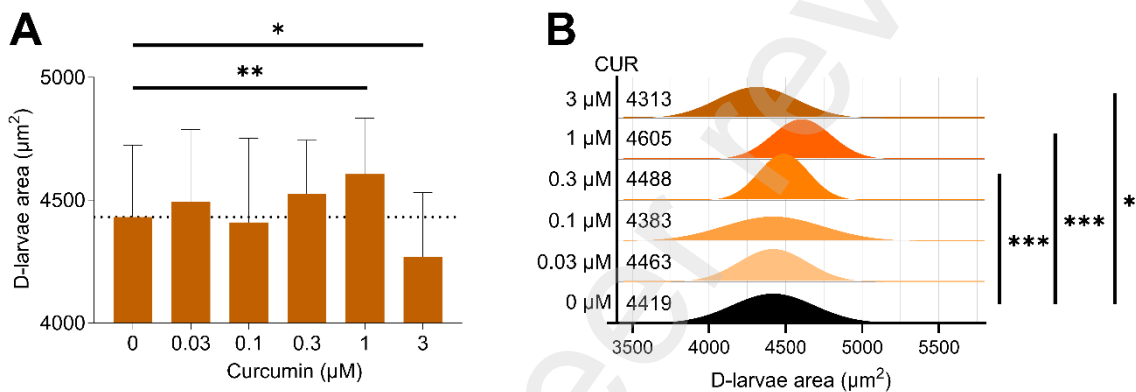 A
*
**
5000
4500
4000
D-larvae area (μm²)
0 0.03 0.1 0.3 1 3
Curcumin (μM)
B
CUR
3 μM 4313
1 μM 4605
0.3 μM 4488
0.1 μM 4383
0.03 μM 4463
0 μM 4419
***
***
*
3500 4000 4500 5000 5500
D-larvae area (μm²)
eer rev